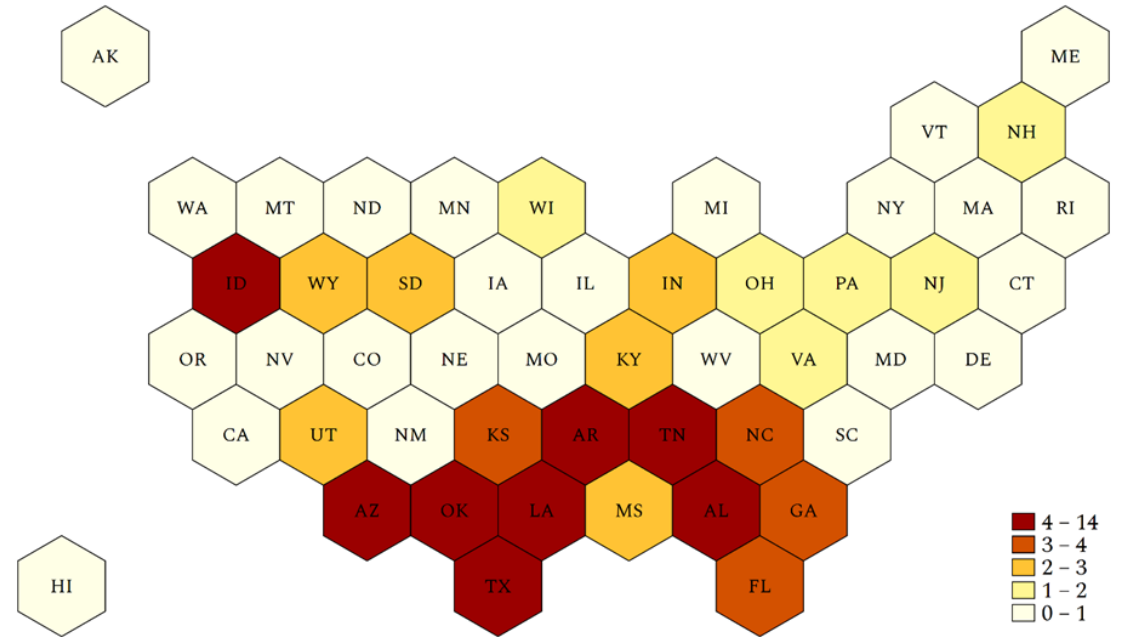 AK
ME
VT NH
WA MT ND MN WI MI NY MA RI
ID WY SD IA IL IN OH PA NJ CT
OR NV CO NE MO KY WV VA MD DE
CA UT NM KS AR TN NC SC
AZ OK LA MS AL GA
HI TX FL
4 – 14
3 – 4
2 – 3
1 – 2
0 – 1